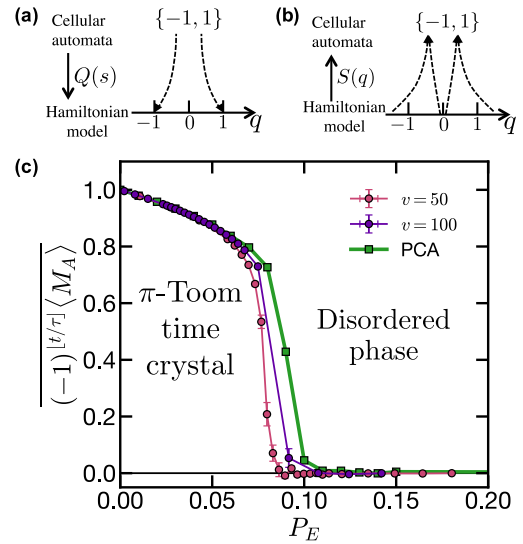 (a)
Cellular automata
Q(s)
Hamiltonian model
{−1, 1}
−1 0 1 q
(b)
Cellular automata
S(q)
Hamiltonian model
{−1, 1}
−1 0 1 q
(c)
(−1)^{⌊t/τ⌋}⟨M_A⟩
1.0
0.8
0.6
0.4
0.2
0.0
v = 50
v = 100
PCA
π-Toom
time
crystal
Disordered
phase
0.00 0.05 0.10 0.15 0.20
P_E